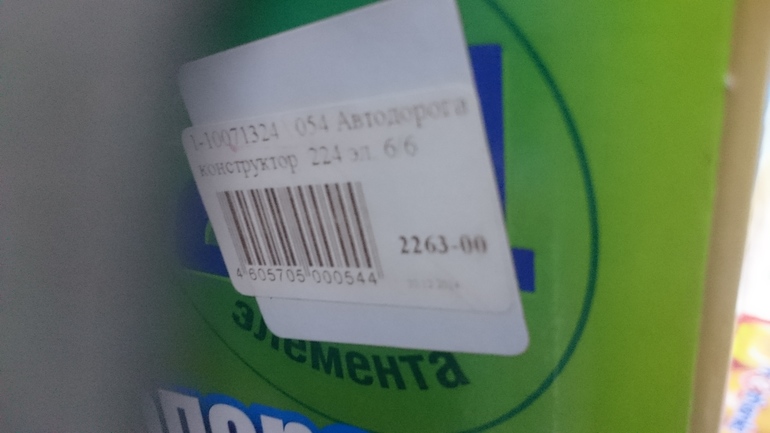 1-10071324 054 Автодорога
конструктор 224 эл. 6/6
2263-00
4 605705 000544
элемента